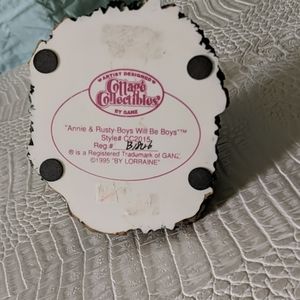 "ARTIST DESIGNED"
Cottage
Collectibles
BY GANZ
"Annie & Rusty-Boys Will Be Boys"™
Style# CC2015
Reg #
® is a Registered Trademark of GANZ
©1995 "BY LORRAINE"